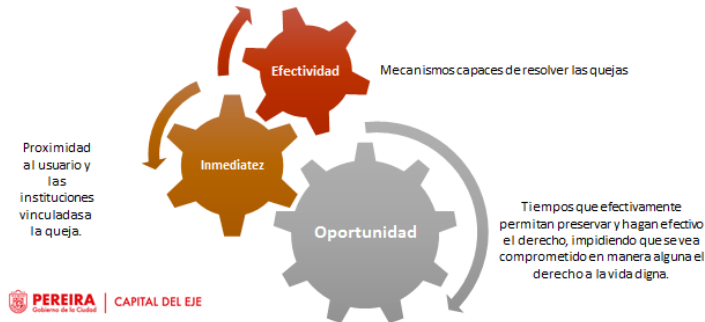 Efectividad
Mecanismos capaces de resolver las quejas
Proximidad
al usuario y
las
instituciones
vinculadasa
la queja.
Inmediatez
Oportunidad
Tiempos que efectivamente
permitan preservar y hagan efectivo
el derecho, impidiendo que se vea
comprometido en manera alguna el
derecho a la vida digna.
PEREIRA
Gobierno de la Ciudad
CAPITAL DEL EJE